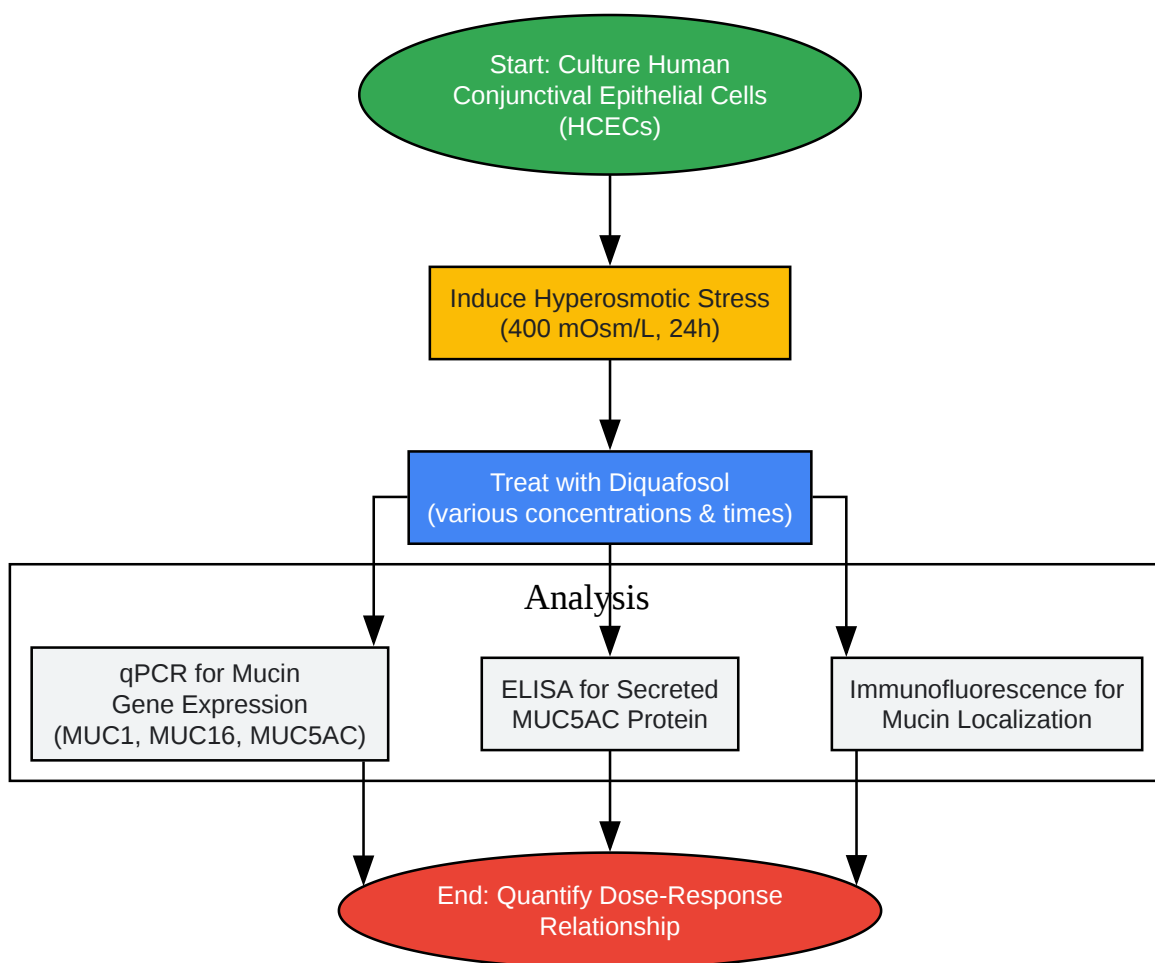 Start: Culture Human
Conjunctival Epithelial Cells
(HCECs)
Induce Hyperosmotic Stress
(400 mOsm/L, 24h)
Treat with Diquafosol
(various concentrations & times)
Analysis
qPCR for Mucin
Gene Expression
(MUC1, MUC16, MUC5AC)
ELISA for Secreted
MUC5AC Protein
Immunofluorescence for
Mucin Localization
End: Quantify Dose-Response
Relationship